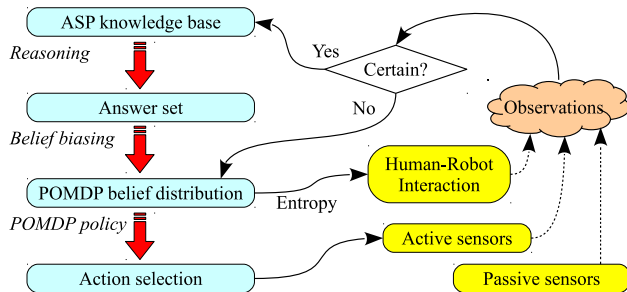 ASP knowledge base
Reasoning
Yes
Certain?
No
Answer set
Observations
Belief biasing
Human-Robot
Interaction
POMDP belief distribution
Entropy
POMDP policy
Active sensors
Action selection
Passive sensors